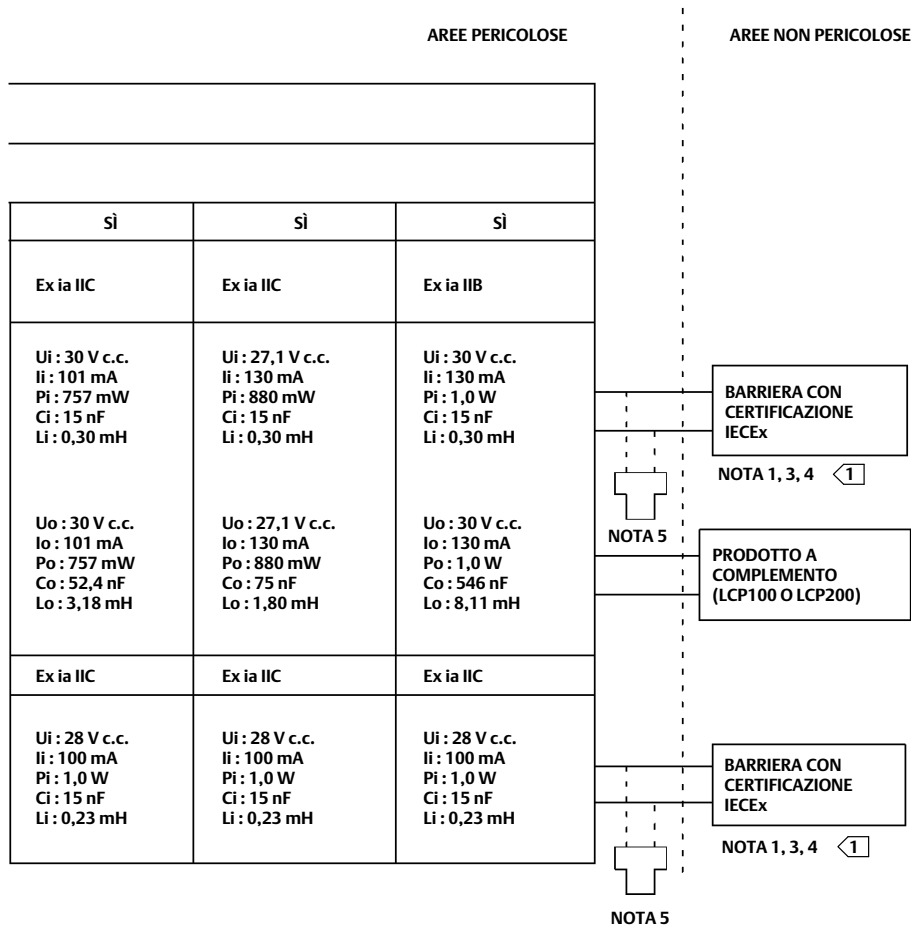 AREE PERICOLOSE
AREE NON PERICOLOSE
SÌ
SÌ
SÌ
Ex ia IIC
Ex ia IIC
Ex ia IIB
Ui : 30 V c.c.
Ii : 101 mA
Pi : 757 mW
Ci : 15 nF
Li : 0,30 mH
Ui : 27,1 V c.c.
Ii : 130 mA
Pi : 880 mW
Ci : 15 nF
Li : 0,30 mH
Ui : 30 V c.c.
Ii : 130 mA
Pi : 1,0 W
Ci : 15 nF
Li : 0,30 mH
BARRIERA CON
CERTIFICAZIONE
IECEx
NOTA 1, 3, 4 1
NOTA 5
Uo : 30 V c.c.
Io : 101 mA
Po : 757 mW
Co : 52,4 nF
Lo : 3,18 mH
Uo : 27,1 V c.c.
Io : 130 mA
Po : 880 mW
Co : 75 nF
Lo : 1,80 mH
Uo : 30 V c.c.
Io : 130 mA
Po : 1,0 W
Co : 546 nF
Lo : 8,11 mH
PRODOTTO A
COMPLEMENTO
(LCP100 O LCP200)
Ex ia IIC
Ex ia IIC
Ex ia IIC
Ui : 28 V c.c.
Ii : 100 mA
Pi : 1,0 W
Ci : 15 nF
Li : 0,23 mH
Ui : 28 V c.c.
Ii : 100 mA
Pi : 1,0 W
Ci : 15 nF
Li : 0,23 mH
Ui : 28 V c.c.
Ii : 100 mA
Pi : 1,0 W
Ci : 15 nF
Li : 0,23 mH
BARRIERA CON
CERTIFICAZIONE
IECEx
NOTA 1, 3, 4 1
NOTA 5